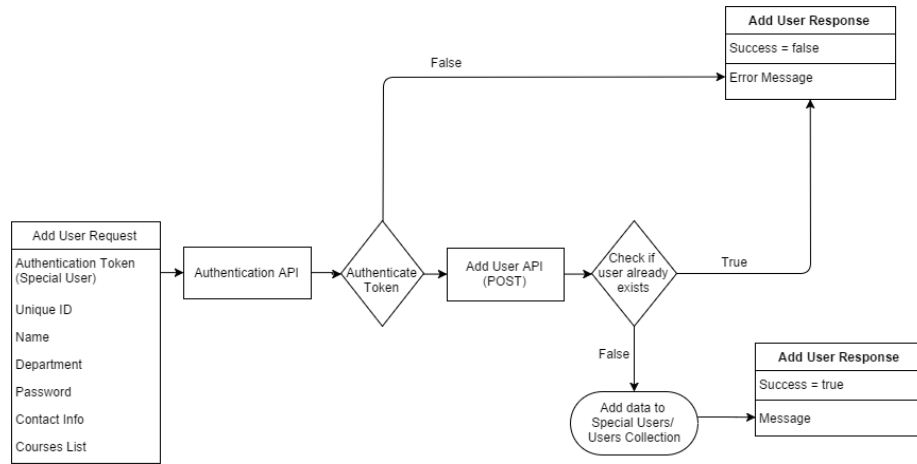 Add User Response
Success = false
Error Message
False
Add User Request
Authentication Token
(Special User)
Unique ID
Name
Department
Password
Contact Info
Courses List
Authentication API
Authenticate
Token
Add User API
(POST)
Check if
user already
exists
True
False
Add data to
Special Users/
Users Collection
Add User Response
Success = true
Message